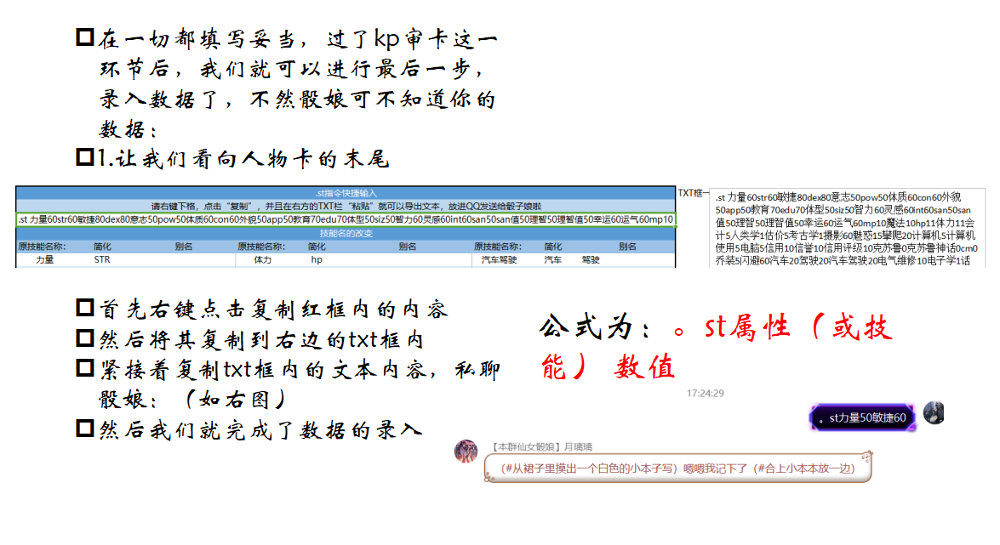 在一切都填写妥当，过了kp审卡这一
环节后，我们就可以进行最后一步，
录入数据了，不然骰娘可不知道你的
数据：
1.让我们看向人物卡的末尾
.st指令快捷输入
请右键下格，点击“复制”，并且在右方的TXT栏“粘贴”就可以导出文本，放进QQ发送给骰子娘啦
.st 力量60str60敏捷80dex80意志50pow50体质60con60外貌50app50教育70edu70体型50siz50智力60灵感60int60san50san值50理智50理智值50幸运60运气60mp10
技能名的改变
原技能名称： 简化 别名 原技能名称： 简化 别名 原技能名称： 简化 别名
力量 STR 体力 hp 汽车驾驶 汽车 驾驶
TXT框一
.st 力量60str60敏捷80dex80意志50pow50体质60con60外貌
50app50教育70edu70体型50siz50智力60灵感60int60san50san
值50理智50理智值50幸运60运气60mp10魔法10hp11体力11会
计5人类学1估价5考古学1摄影60魅惑15攀爬20计算机5计算机
使用5电脑5信用10信誉10信用评级10克苏鲁0克苏鲁神话0cm0
乔装5闪避60汽车20驾驶20汽车驾驶20电气维修10电子学1话
首先右键点击复制红框内的内容
然后将其复制到右边的txt框内
紧接着复制txt框内的文本内容，私聊
骰娘：（如右图）
然后我们就完成了数据的录入
公式为：。st属性（或技
能） 数值
17:24:29
。st力量50敏捷60
【本群仙女骰娘】月璃璃
（#从裙子里摸出一个白色的小本子写）嗯嗯我记下了（#合上小本本放一边）